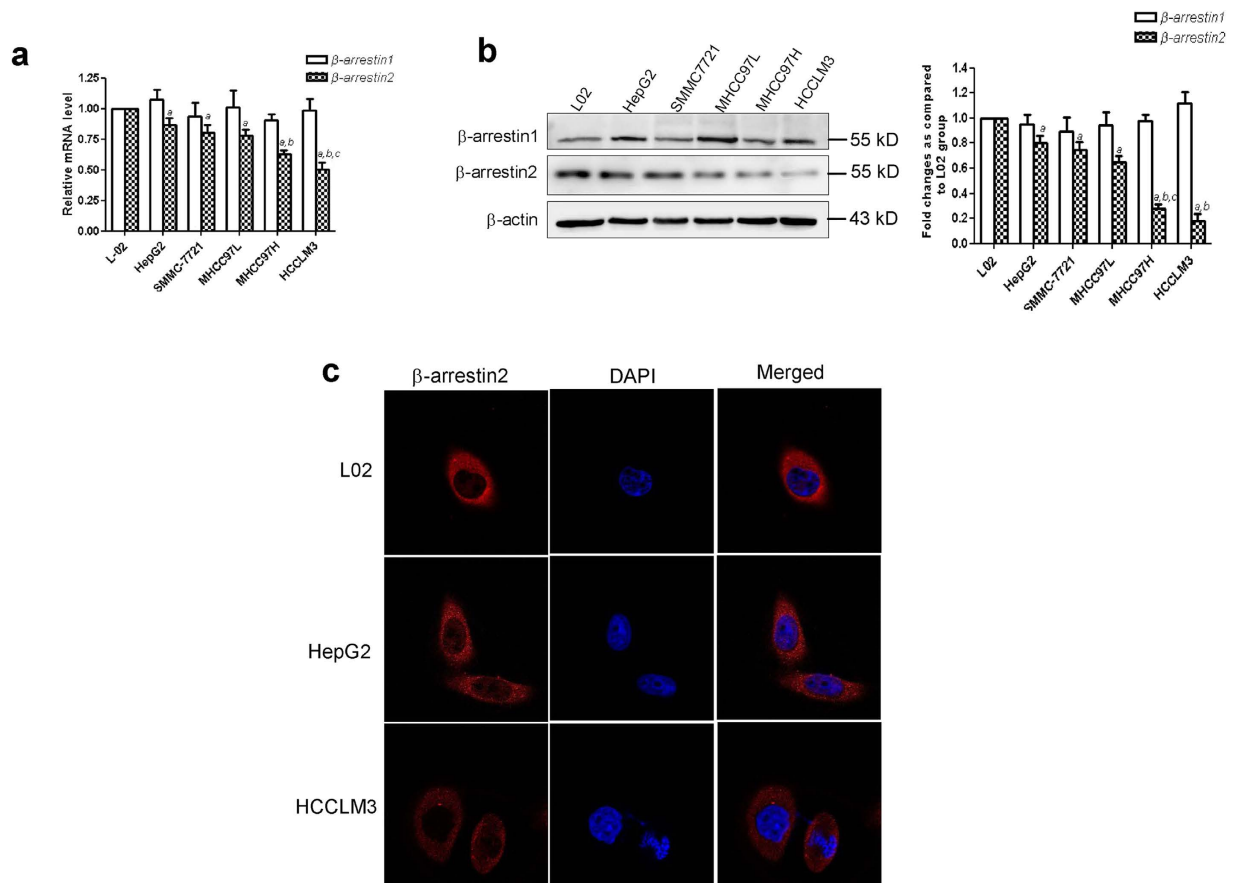 a
β-arrestin1
β-arrestin2
Relative mRNA level
1.25
1.00
0.75
0.50
0.25
0.00
a
a
a
a,b
a,b,c
L-02
HepG2
SMMC-7721
MHCC97L
MHCC97H
HCCLM3
b
L02
HepG2
SMMC7721
MHCC97L
MHCC97H
HCCLM3
β-arrestin1
55 kD
β-arrestin2
55 kD
β-actin
43 kD
β-arrestin1
β-arrestin2
Fold changes as compared
to L02 group
1.4
1.2
1.0
0.8
0.6
0.4
0.2
0.0
a
a
a
a,b,c
a,b
L02
HepG2
SMMC-7721
MHCC97L
MHCC97H
HCCLM3
c
β-arrestin2
DAPI
Merged
L02
HepG2
HCCLM3